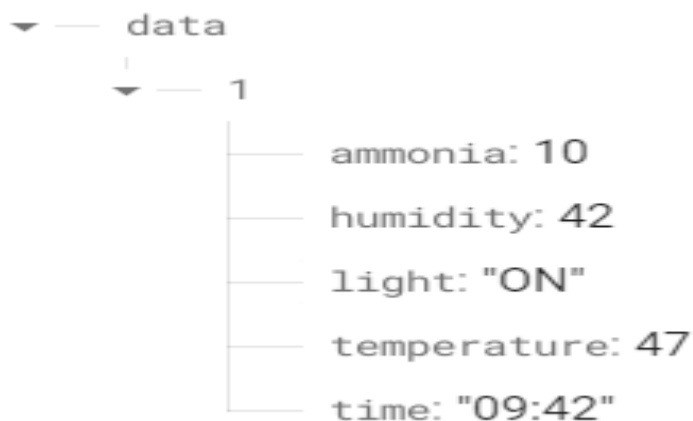 data
1
ammonia: 10
humidity: 42
light: "ON"
temperature: 47
time: "09:42"